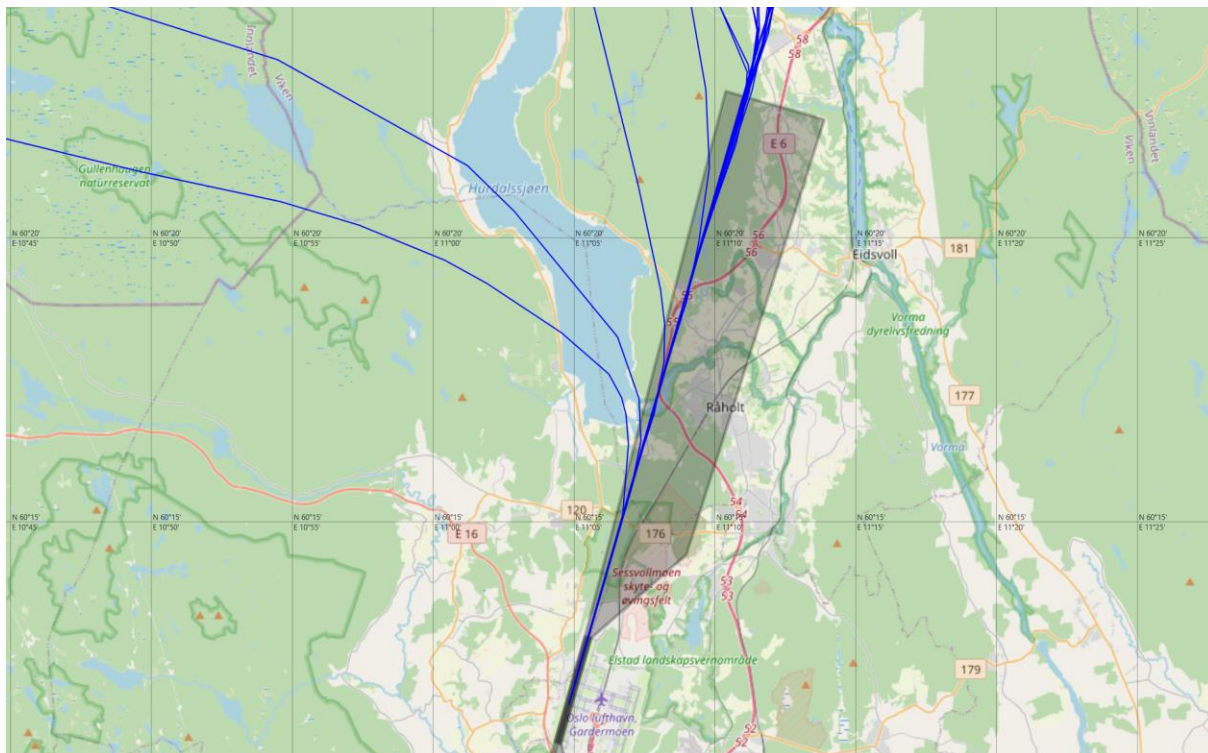 58
58
Innlandet
Viken
Innlandet
Viken
E 6
Gullenhaugen
naturreservat
Hurdalssjøen
N 60°20'
E 10°45'
N 60°20'
E 10°50'
N 60°20'
E 10°55'
N 60°20'
E 11°00'
N 60°20'
E 11°05'
N 60°20'
E 11°10'
N 60°20'
E 11°15'
N 60°20'
E 11°20'
N 60°20'
E 11°25'
56
56
Eidsvoll
181
55
55
Vorma
dyrelivsfredning
177
Råholt
Vorma
54
54
120
N 60°15'
E 10°45'
N 60°15'
E 10°50'
N 60°15'
E 10°55'
N 60°15'
E 11°00'
N 60°15'
E 11°05'
N 60°15'
E 11°10'
N 60°15'
E 11°15'
N 60°15'
E 11°20'
N 60°15'
E 11°25'
E 16
176
Sessvollmoen
skyte- og
øvingsfelt
53
53
Elstad landskapsvernområde
179
Oslo lufthavn,
Gardermoen
52
52